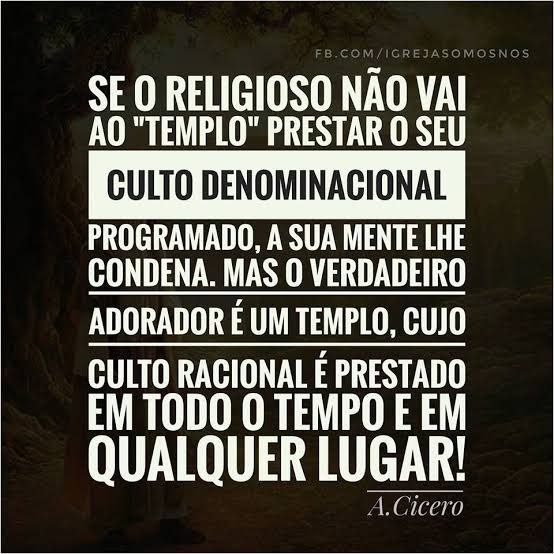 FB.COM/IGREJASOMOSNOS
SE O RELIGIOSO NÃO VAI
AO "TEMPLO" PRESTAR O SEU
CULTO DENOMINACIONAL
PROGRAMADO, A SUA MENTE LHE
CONDENA. MAS O VERDADEIRO
ADORADOR É UM TEMPLO, CUJO
CULTO RACIONAL É PRESTADO
EM TODO O TEMPO E EM
QUALQUER LUGAR!
A.Cicero